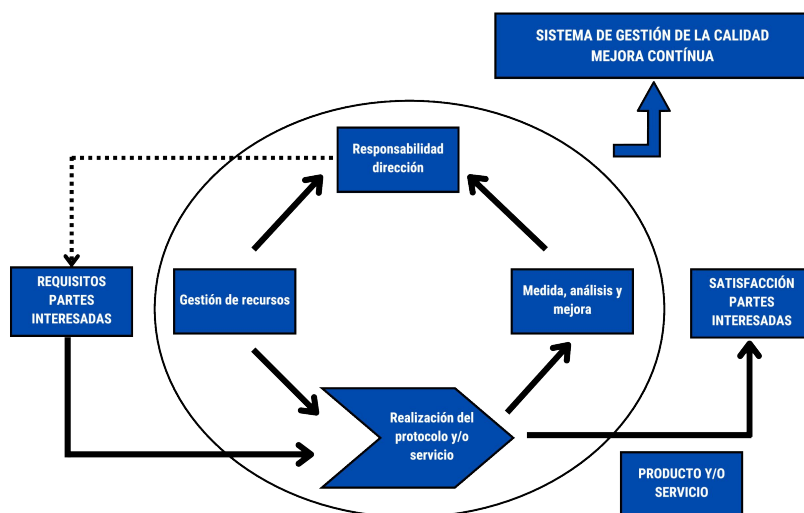 SISTEMA DE GESTIÓN DE LA CALIDAD
MEJORA CONTÍNUA
Responsabilidad
dirección
REQUISITOS
PARTES
INTERESADAS
Gestión de recursos
Medida, análisis y
mejora
SATISFACCIÓN
PARTES
INTERESADAS
Realización del
protocolo y/o
servicio
PRODUCTO Y/O
SERVICIO